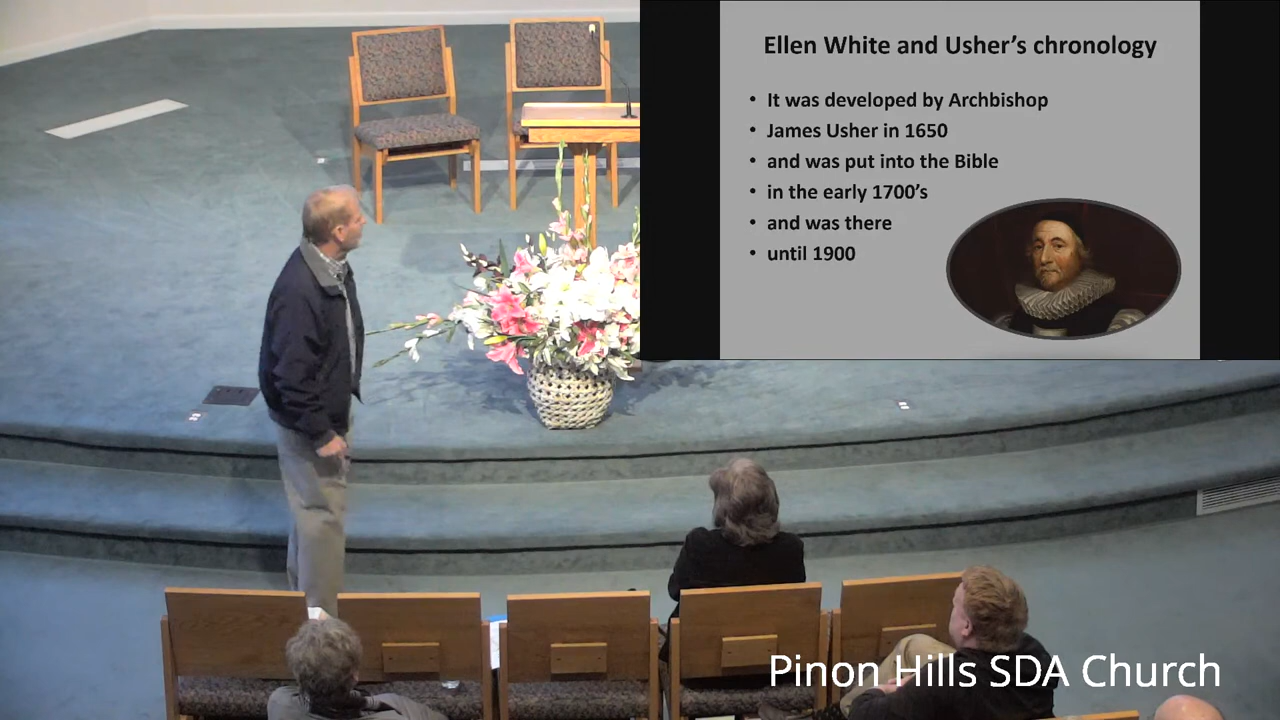 Ellen White and Usher's chronology
• It was developed by Archbishop
• James Usher in 1650
• and was put into the Bible
• in the early 1700's
• and was there
• until 1900
Pinon Hills SDA Church